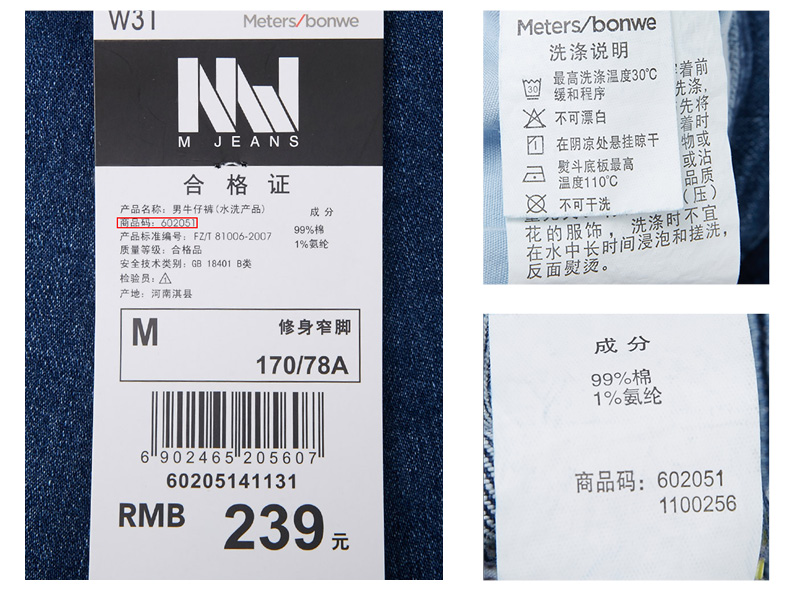 W31
Meters/bonwe
M JEANS
合格证
产品名称：男牛仔裤(水洗产品)
商品码：602051
产品标准编号：FZ/T 81006-2007
质量等级：合格品
安全技术类别：GB 18401 B类
检验员：
产地：河南淇县
成分
99%棉
1%氨纶
M
修身窄脚
170/78A
6 902465 205607
60205141131
RMB 239元
Meters/bonwe
洗涤说明
30
最高洗涤温度30℃
缓和程序
不可漂白
在阴凉处悬挂晾干
熨斗底板最高
温度110℃
不可干洗
着前
洗涤,
先将
着时
物或
或沾
品质
（压）
花的服饰，洗涤时不宜
在水中长时间浸泡和搓洗，
反面熨烫。
成分
99%棉
1%氨纶
商品码：602051
1100256